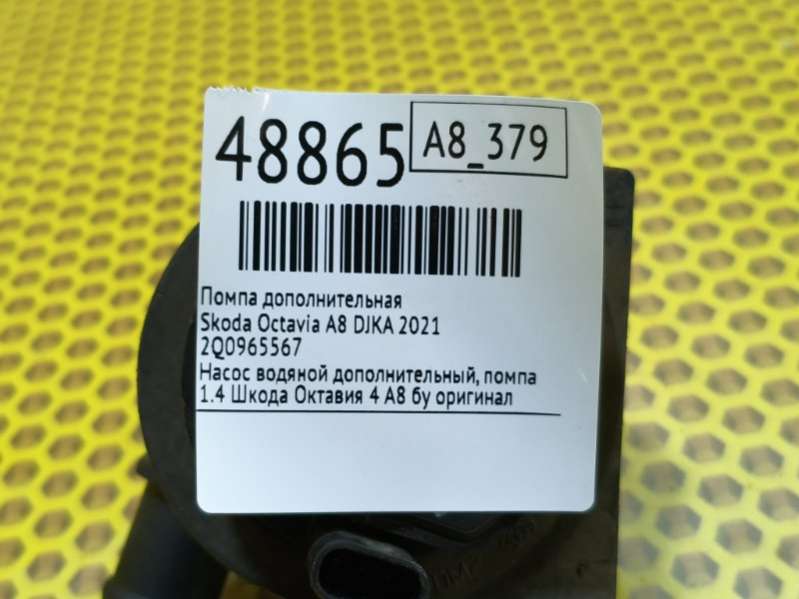 48865
A8_379
Помпа дополнительная
Skoda Octavia A8 DJKA 2021
2Q0965567
Насос водяной дополнительный, помпа
1.4 Шкода Октавия 4 А8 бу оригинал